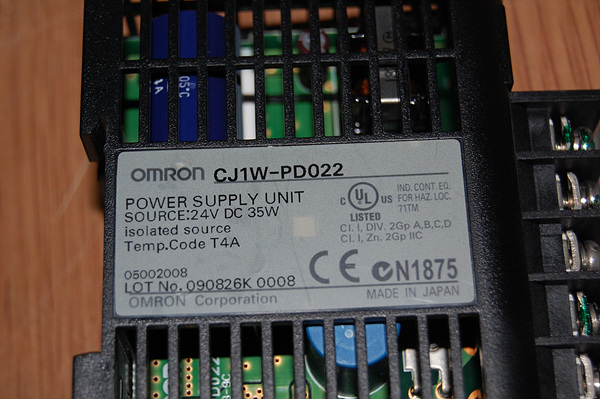 05°C
OMRON CJ1W-PD022
POWER SUPPLY UNIT
SOURCE:24V DC 35W
isolated source
Temp.Code T4A
C UL US
LISTED
IND. CONT. EQ.
FOR HAZ. LOC.
71TM
Cl. I, DIV. 2Gp A,B,C,D
Cl. I, Zn. 2Gp IIC
05002008
LOT No. 090826K 0008
OMRON Corporation
CE N1875
MADE IN JAPAN